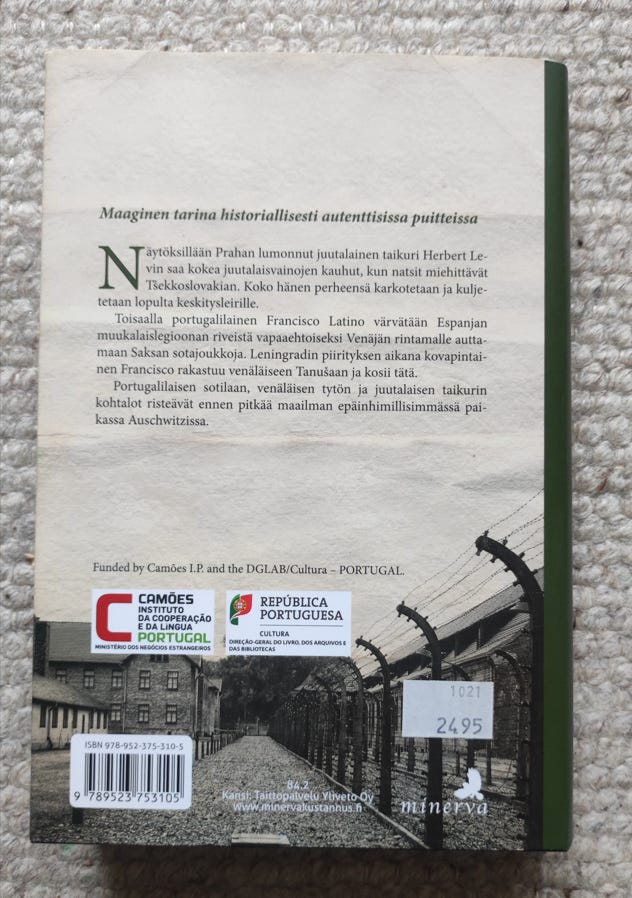 Maaginen tarina historiallisesti autenttisissa puitteissa
Näytöksillään Prahan lumonnut juutalainen taikuri Herbert Le-
vin saa kokea juutalaisvainojen kauhut, kun natsit miehittävät
Tšekkoslovakian. Koko hänen perheensä karkotetaan ja kulje-
tetaan lopulta keskitysleirille.
Toisaalla portugalilainen Francisco Latino värvätään Espanjan
muukalaislegioonan riveistä vapaaehtoiseksi Venäjän rintamalle autta-
maan Saksan sotajoukkoja. Leningradin piirityksen aikana kovapintai-
nen Francisco rakastuu venäläiseen Tanušaan ja kosii tätä.
Portugalilaisen sotilaan, venäläisen tytön ja juutalaisen taikurin
kohtalot risteävät ennen pitkää maailman epäinhimillisimmässä pai-
kassa Auschwitzissa.
Funded by Camões I.P. and the DGLAB/Cultura – PORTUGAL.
CAMÕES
INSTITUTO
DA COOPERAÇÃO
E DA LÍNGUA
PORTUGAL
MINISTÉRIO DOS NEGÓCIOS ESTRANGEIROS
REPÚBLICA
PORTUGUESA
CULTURA
DIREÇÃO-GERAL DO LIVRO, DOS ARQUIVOS E
DAS BIBLIOTECAS
1021
2495
ISBN 978-952-375-310-5
9 789523 753105
84.2
Kansi: Taittopalvelu Yliveto Oy
www.minervakustannus.fi
minerva